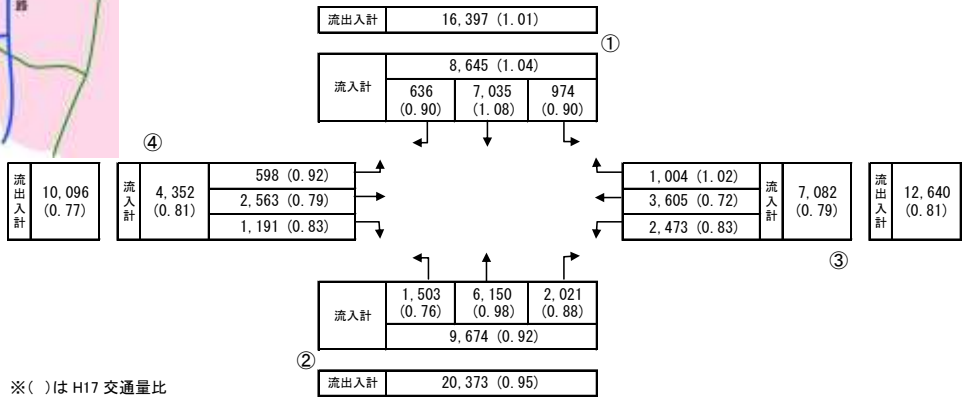 流出入計 16,397 (1.01)
①
流入計 8,645 (1.04)
636 7,035 974
(0.90) (1.08) (0.90)
④
流出入計 10,096 (0.77)
流入計 4,352 (0.81)
598 (0.92)
2,563 (0.79)
1,191 (0.83)
1,004 (1.02)
3,605 (0.72)
2,473 (0.83)
流入計 7,082 (0.79)
流出入計 12,640 (0.81)
③
流入計 1,503 6,150 2,021
(0.76) (0.98) (0.88)
9,674 (0.92)
②
流出入計 20,373 (0.95)
※( )は H17 交通量比